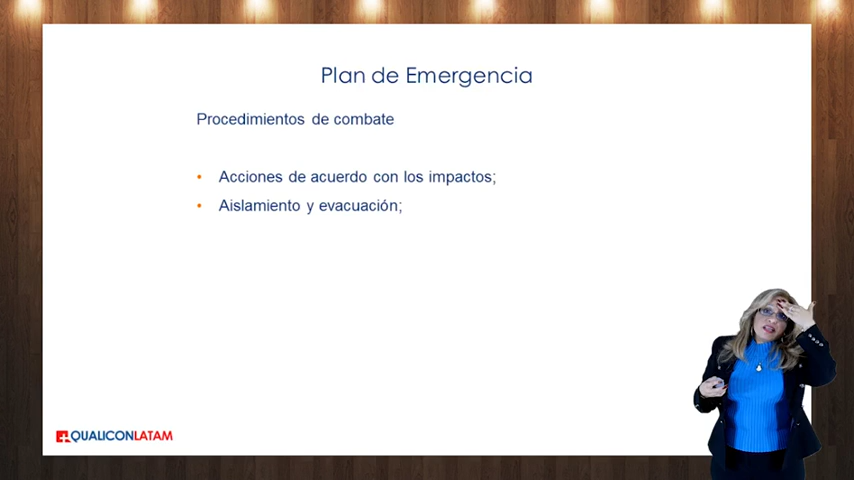 Plan de Emergencia
Procedimientos de combate
• Acciones de acuerdo con los impactos;
• Aislamiento y evacuación;
QUALICONLATAM